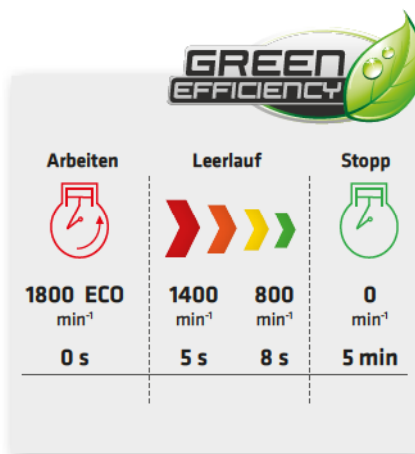 GREEN
EFFICIENCY
Arbeiten Leerlauf Stopp
1800 ECO 1400 800 0
min⁻¹ min⁻¹ min⁻¹ min⁻¹
0 s 5 s 8 s 5 min